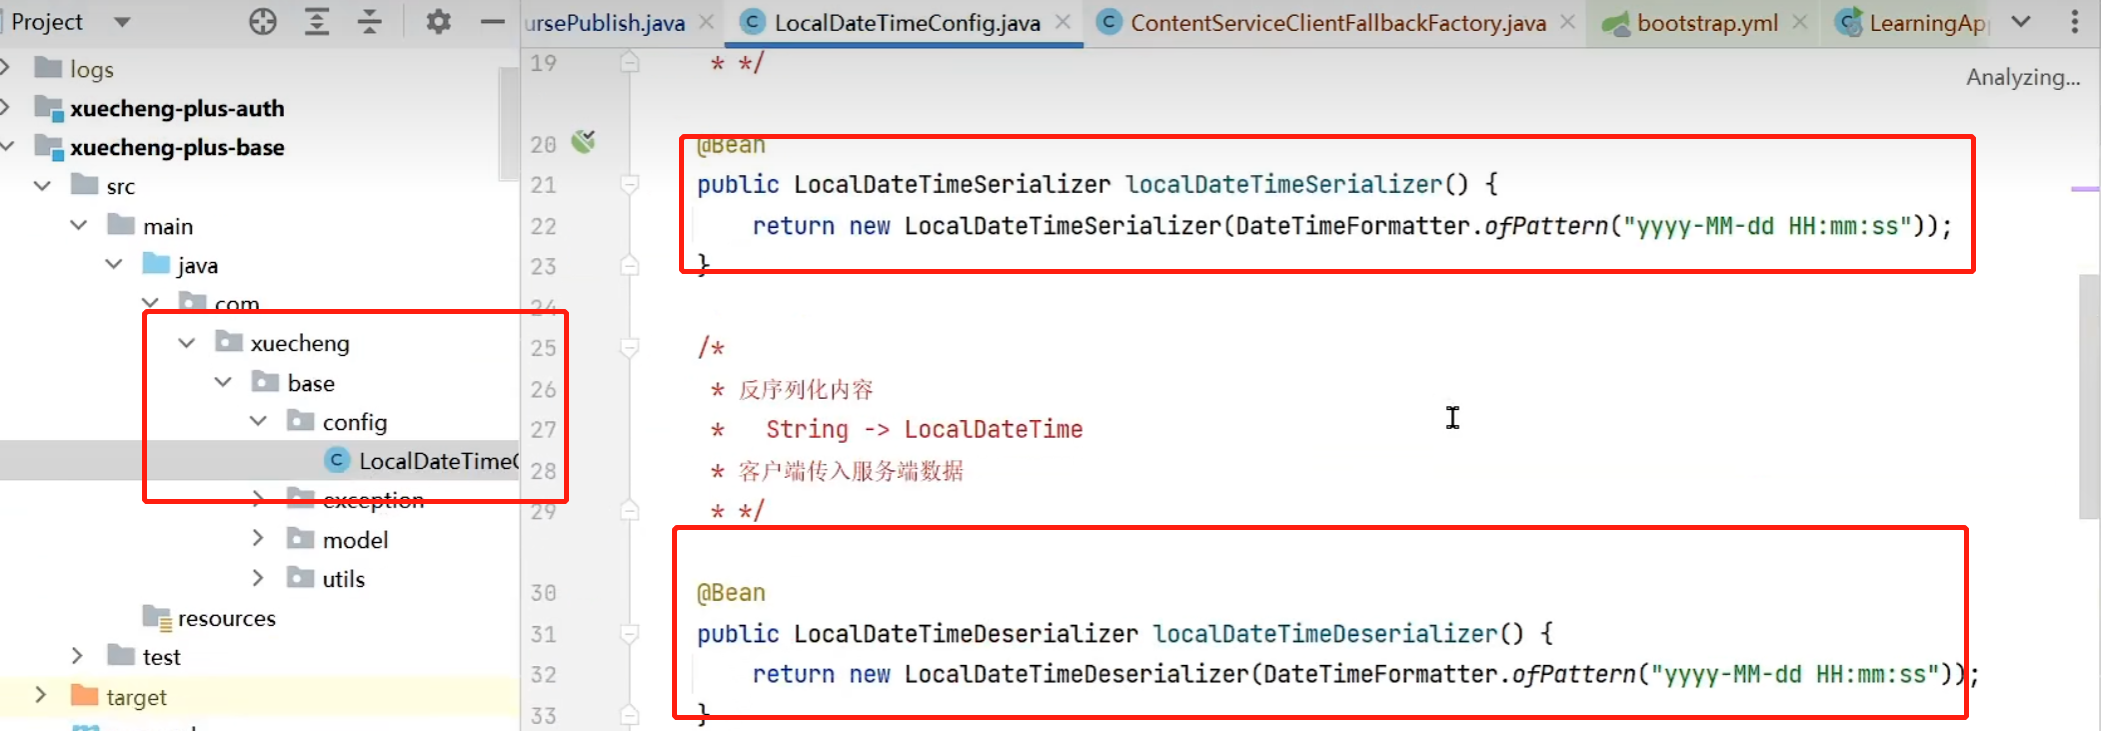 Project
ursePublish.java
LocalDateTimeConfig.java
ContentServiceClientFallbackFactory.java
bootstrap.yml
LearningAp
Analyzing...
logs
xuecheng-plus-auth
xuecheng-plus-base
src
main
java
com
xuecheng
base
config
LocalDateTimeC
exception
model
utils
resources
test
target
19 * */
20 @Bean
21 public LocalDateTimeSerializer localDateTimeSerializer() {
22 return new LocalDateTimeSerializer(DateTimeFormatter.ofPattern("yyyy-MM-dd HH:mm:ss"));
23 }
24
25 /*
26 * 反序列化内容
27 * String -> LocalDateTime
28 * 客户端传入服务端数据
29 * */
30 @Bean
31 public LocalDateTimeDeserializer localDateTimeDeserializer() {
32 return new LocalDateTimeDeserializer(DateTimeFormatter.ofPattern("yyyy-MM-dd HH:mm:ss"));
33 }